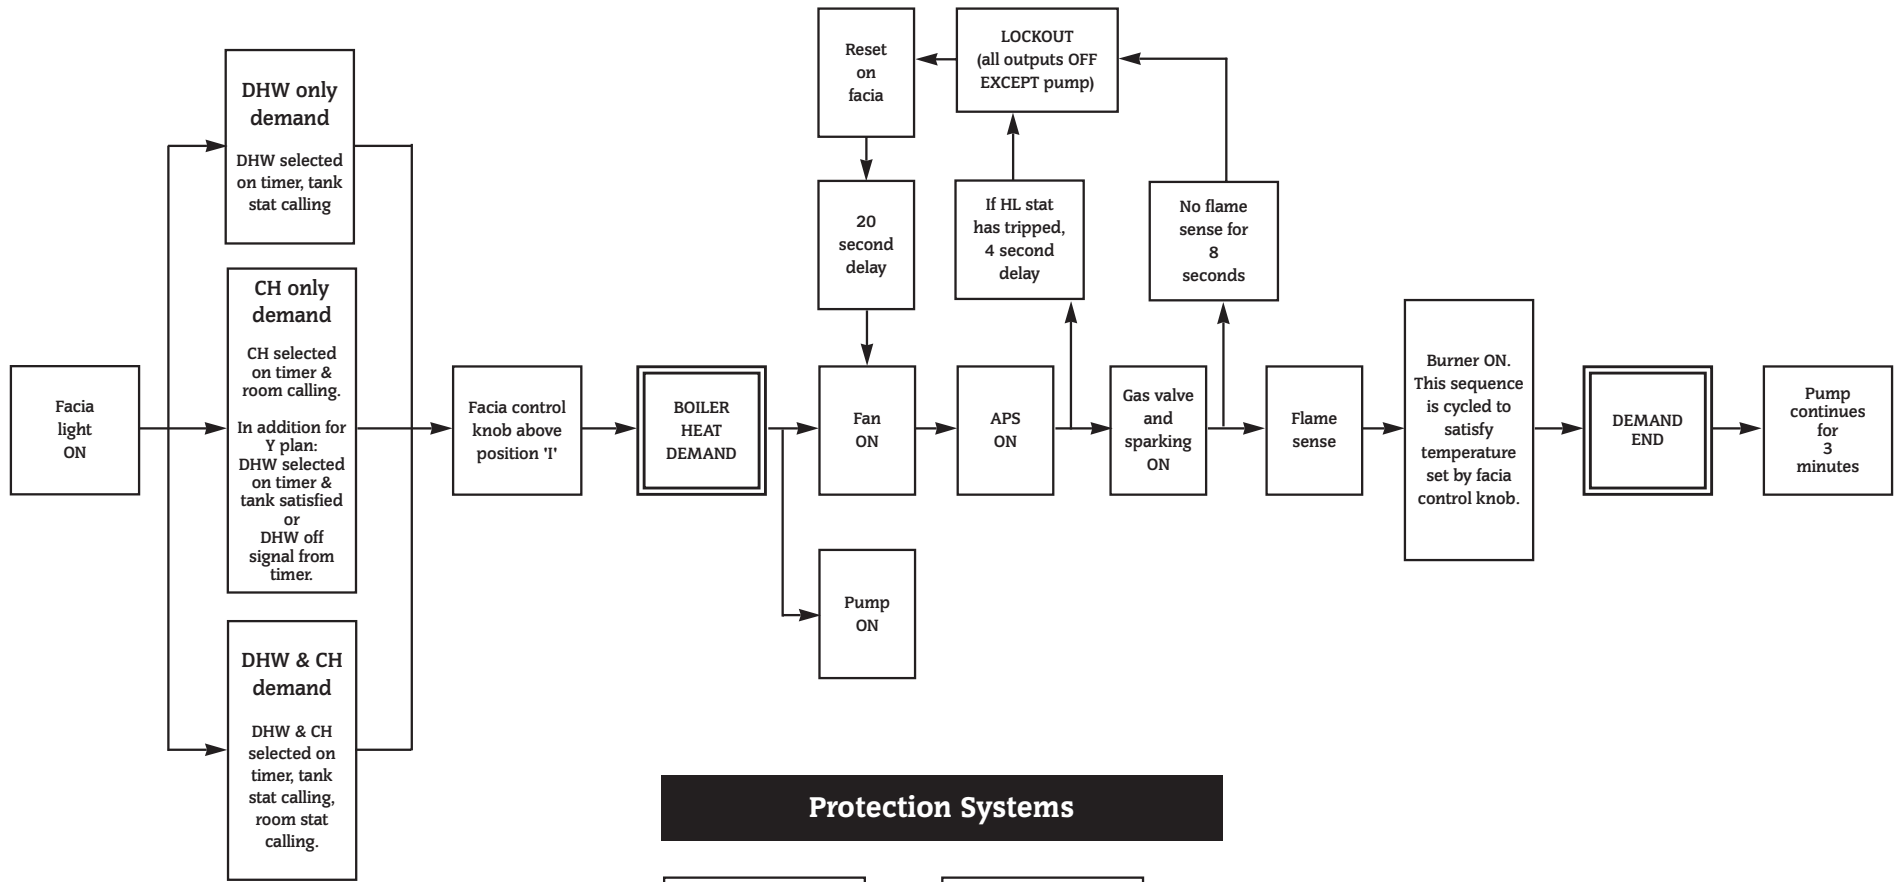 Facia
light
ON
DHW only
demand
DHW selected
on timer, tank
stat calling
CH only
demand
CH selected
on timer &
room calling.
In addition for
Y plan:
DHW selected
on timer &
tank satisfied
or
DHW off
signal from
timer.
DHW & CH
demand
DHW & CH
selected on
timer, tank
stat calling,
room stat
calling.
Facia control
knob above
position 'I'
BOILER
HEAT
DEMAND
Reset
on
facia
20
second
delay
Fan
ON
Pump
ON
LOCKOUT
(all outputs OFF
EXCEPT pump)
If HL stat
has tripped,
4 second
delay
No flame
sense for
8
seconds
APS
ON
Gas valve
and
sparking
ON
Flame
sense
Burner ON.
This sequence
is cycled to
satisfy
temperature
set by facia
control knob.
DEMAND
END
Pump
continues
for
3
minutes
Protection Systems